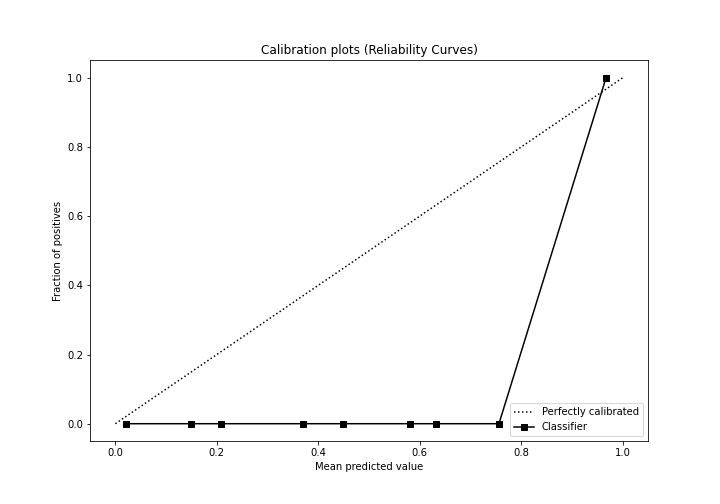 Calibration plots (Reliability Curves)
Fraction of positives
1.0
0.8
0.6
0.4
0.2
0.0
0.0 0.2 0.4 0.6 0.8 1.0
Mean predicted value
Perfectly calibrated
Classifier